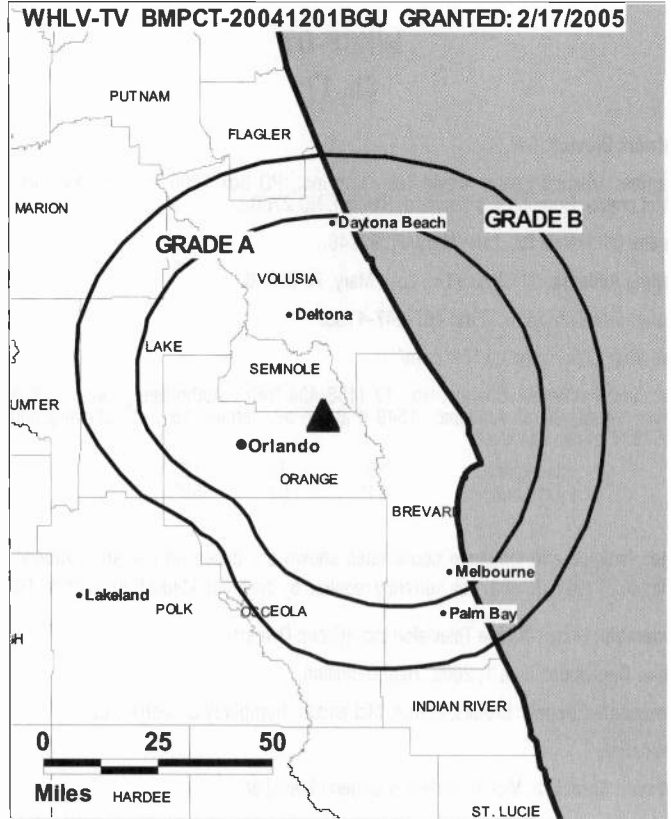 WHLV-TV BMPCT-20041201BGU GRANTED: 2/17/2005
PUTNAM
FLAGLER
MARION
Daytona Beach
GRADE B
GRADE A
VOLUSIA
Deltona
LAKE
SEMINOLE
UMTER
Orlando
ORANGE
BREVARD
Melbourne
Lakeland
POLK
OSCEOLA
Palm Bay
H
INDIAN RIVER
0 25 50
Miles
HARDEE
ST. LUCIE